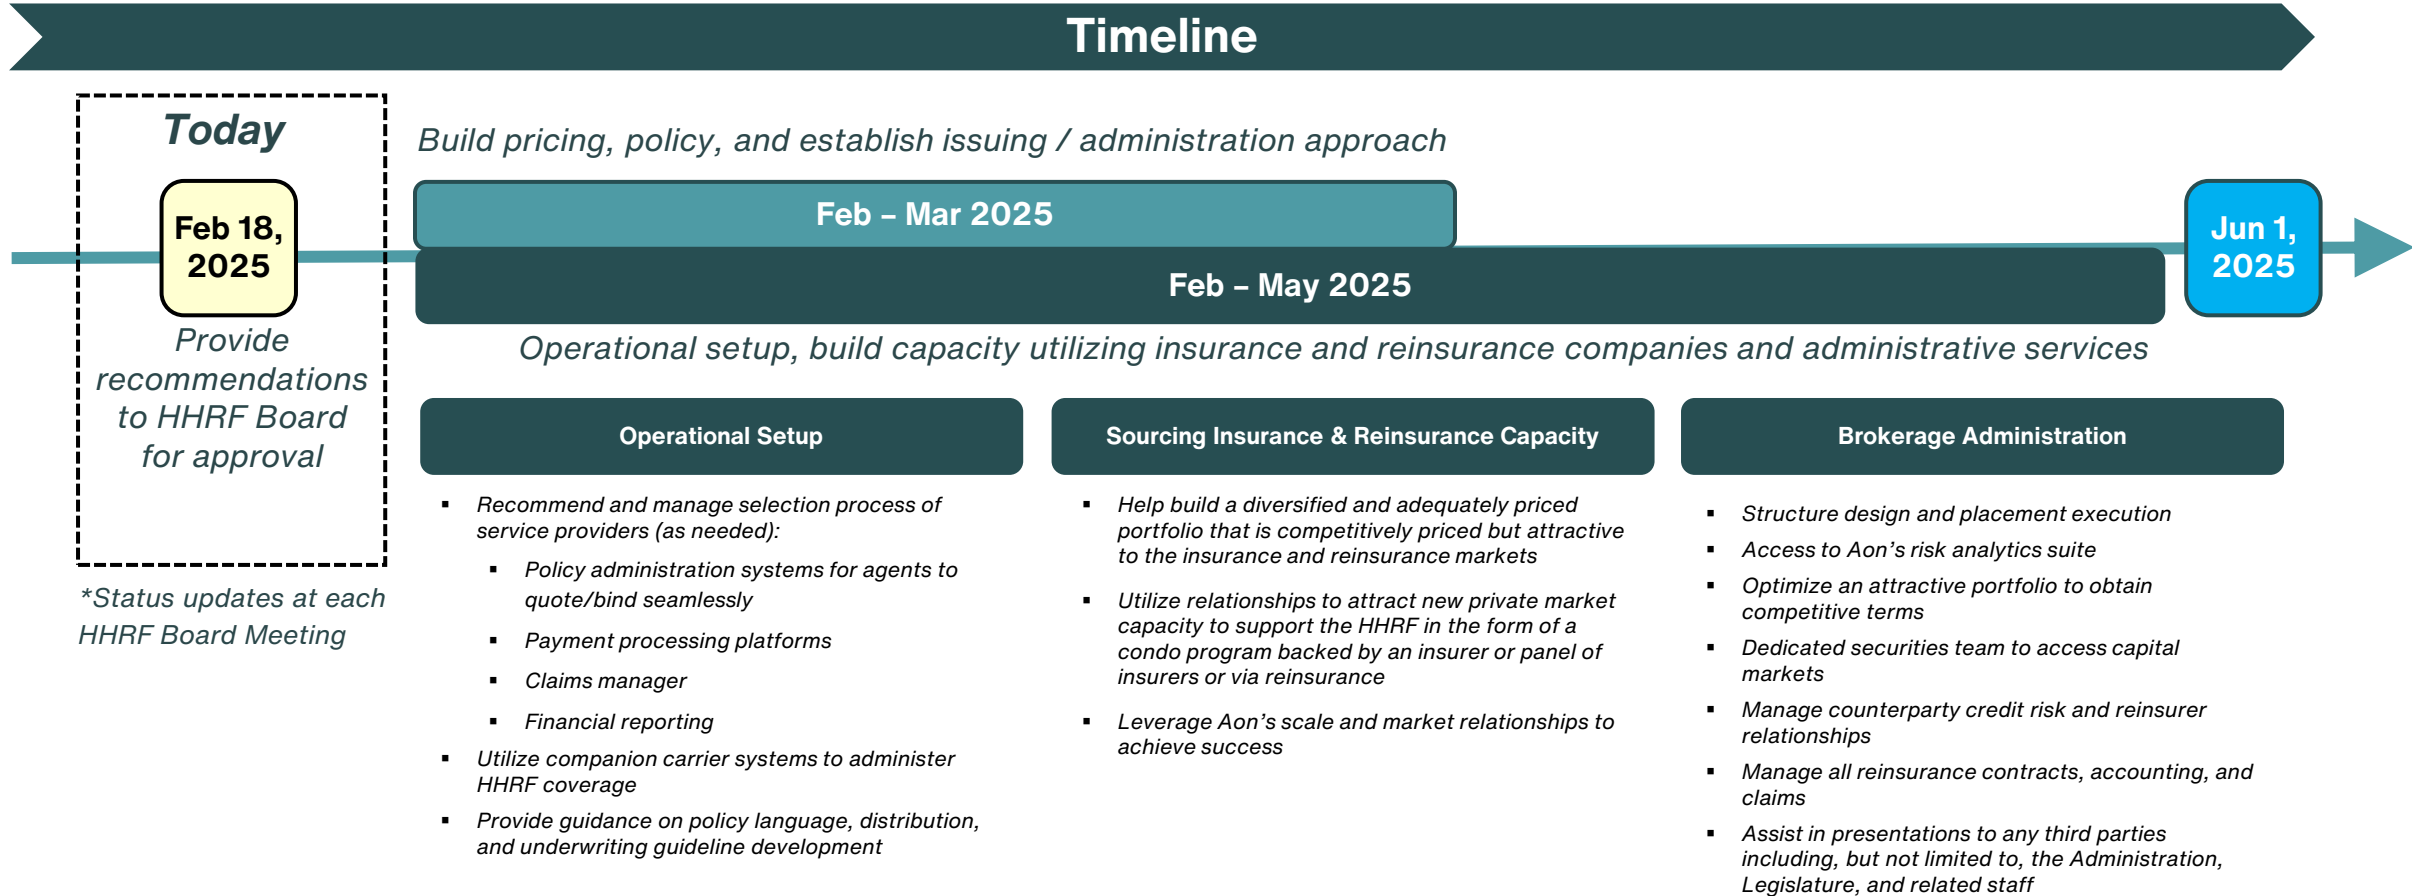 Timeline
Today
Feb 18,
2025
Provide
recommendations
to HHRF Board
for approval
*Status updates at each
HHRF Board Meeting
Build pricing, policy, and establish issuing / administration approach
Feb – Mar 2025
Feb – May 2025
Jun 1,
2025
Operational setup, build capacity utilizing insurance and reinsurance companies and administrative services
Operational Setup
▪ Recommend and manage selection process of
service providers (as needed):
▪ Policy administration systems for agents to
quote/bind seamlessly
▪ Payment processing platforms
▪ Claims manager
▪ Financial reporting
▪ Utilize companion carrier systems to administer
HHRF coverage
▪ Provide guidance on policy language, distribution,
and underwriting guideline development
Sourcing Insurance & Reinsurance Capacity
▪ Help build a diversified and adequately priced
portfolio that is competitively priced but attractive
to the insurance and reinsurance markets
▪ Utilize relationships to attract new private market
capacity to support the HHRF in the form of a
condo program backed by an insurer or panel of
insurers or via reinsurance
▪ Leverage Aon’s scale and market relationships to
achieve success
Brokerage Administration
▪ Structure design and placement execution
▪ Access to Aon’s risk analytics suite
▪ Optimize an attractive portfolio to obtain
competitive terms
▪ Dedicated securities team to access capital
markets
▪ Manage counterparty credit risk and reinsurer
relationships
▪ Manage all reinsurance contracts, accounting, and
claims
▪ Assist in presentations to any third parties
including, but not limited to, the Administration,
Legislature, and related staff